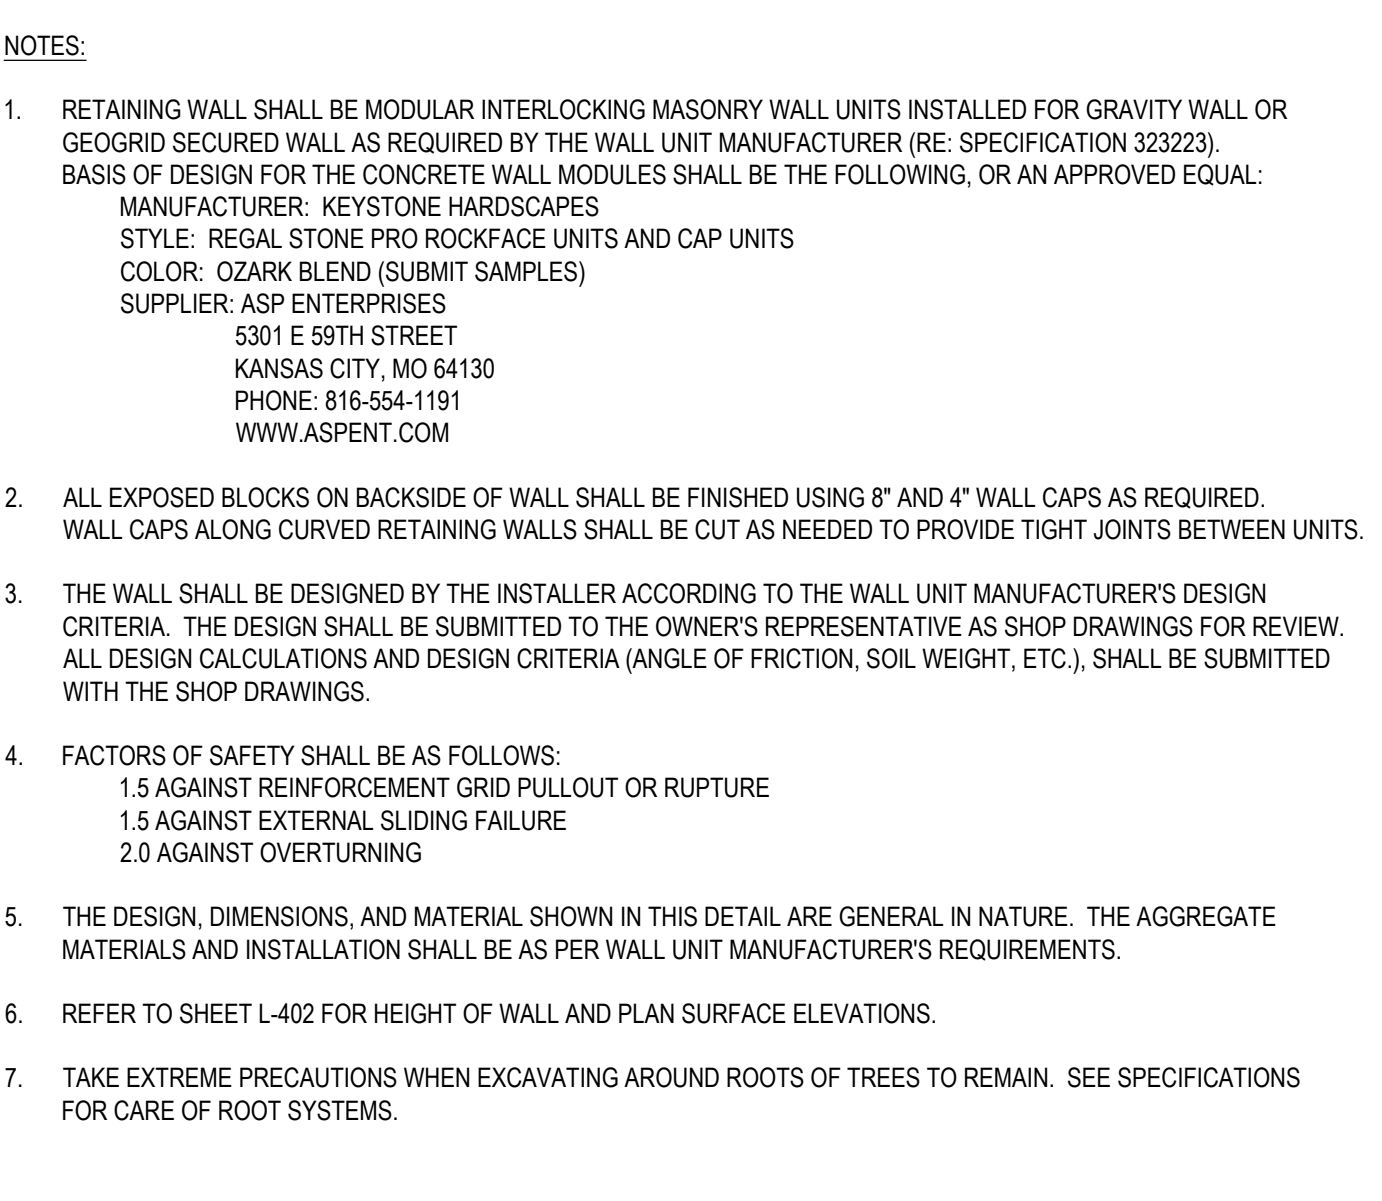 NOTES:
1. RETAINING WALL SHALL BE MODULAR INTERLOCKING MASONRY WALL UNITS INSTALLED FOR GRAVITY WALL OR
GEOGRID SECURED WALL AS REQUIRED BY THE WALL UNIT MANUFACTURER (RE: SPECIFICATION 323223).
BASIS OF DESIGN FOR THE CONCRETE WALL MODULES SHALL BE THE FOLLOWING, OR AN APPROVED EQUAL:
MANUFACTURER: KEYSTONE HARDSCAPES
STYLE: REGAL STONE PRO ROCKFACE UNITS AND CAP UNITS
COLOR: OZARK BLEND (SUBMIT SAMPLES)
SUPPLIER: ASP ENTERPRISES
5301 E 59TH STREET
KANSAS CITY, MO 64130
PHONE: 816-554-1191
WWW.ASPENT.COM
2. ALL EXPOSED BLOCKS ON BACKSIDE OF WALL SHALL BE FINISHED USING 8" AND 4" WALL CAPS AS REQUIRED.
WALL CAPS ALONG CURVED RETAINING WALLS SHALL BE CUT AS NEEDED TO PROVIDE TIGHT JOINTS BETWEEN UNITS.
3. THE WALL SHALL BE DESIGNED BY THE INSTALLER ACCORDING TO THE WALL UNIT MANUFACTURER'S DESIGN
CRITERIA. THE DESIGN SHALL BE SUBMITTED TO THE OWNER'S REPRESENTATIVE AS SHOP DRAWINGS FOR REVIEW.
ALL DESIGN CALCULATIONS AND DESIGN CRITERIA (ANGLE OF FRICTION, SOIL WEIGHT, ETC.), SHALL BE SUBMITTED
WITH THE SHOP DRAWINGS.
4. FACTORS OF SAFETY SHALL BE AS FOLLOWS:
1.5 AGAINST REINFORCEMENT GRID PULLOUT OR RUPTURE
1.5 AGAINST EXTERNAL SLIDING FAILURE
2.0 AGAINST OVERTURNING
5. THE DESIGN, DIMENSIONS, AND MATERIAL SHOWN IN THIS DETAIL ARE GENERAL IN NATURE. THE AGGREGATE
MATERIALS AND INSTALLATION SHALL BE AS PER WALL UNIT MANUFACTURER'S REQUIREMENTS.
6. REFER TO SHEET L-402 FOR HEIGHT OF WALL AND PLAN SURFACE ELEVATIONS.
7. TAKE EXTREME PRECAUTIONS WHEN EXCAVATING AROUND ROOTS OF TREES TO REMAIN. SEE SPECIFICATIONS
FOR CARE OF ROOT SYSTEMS.